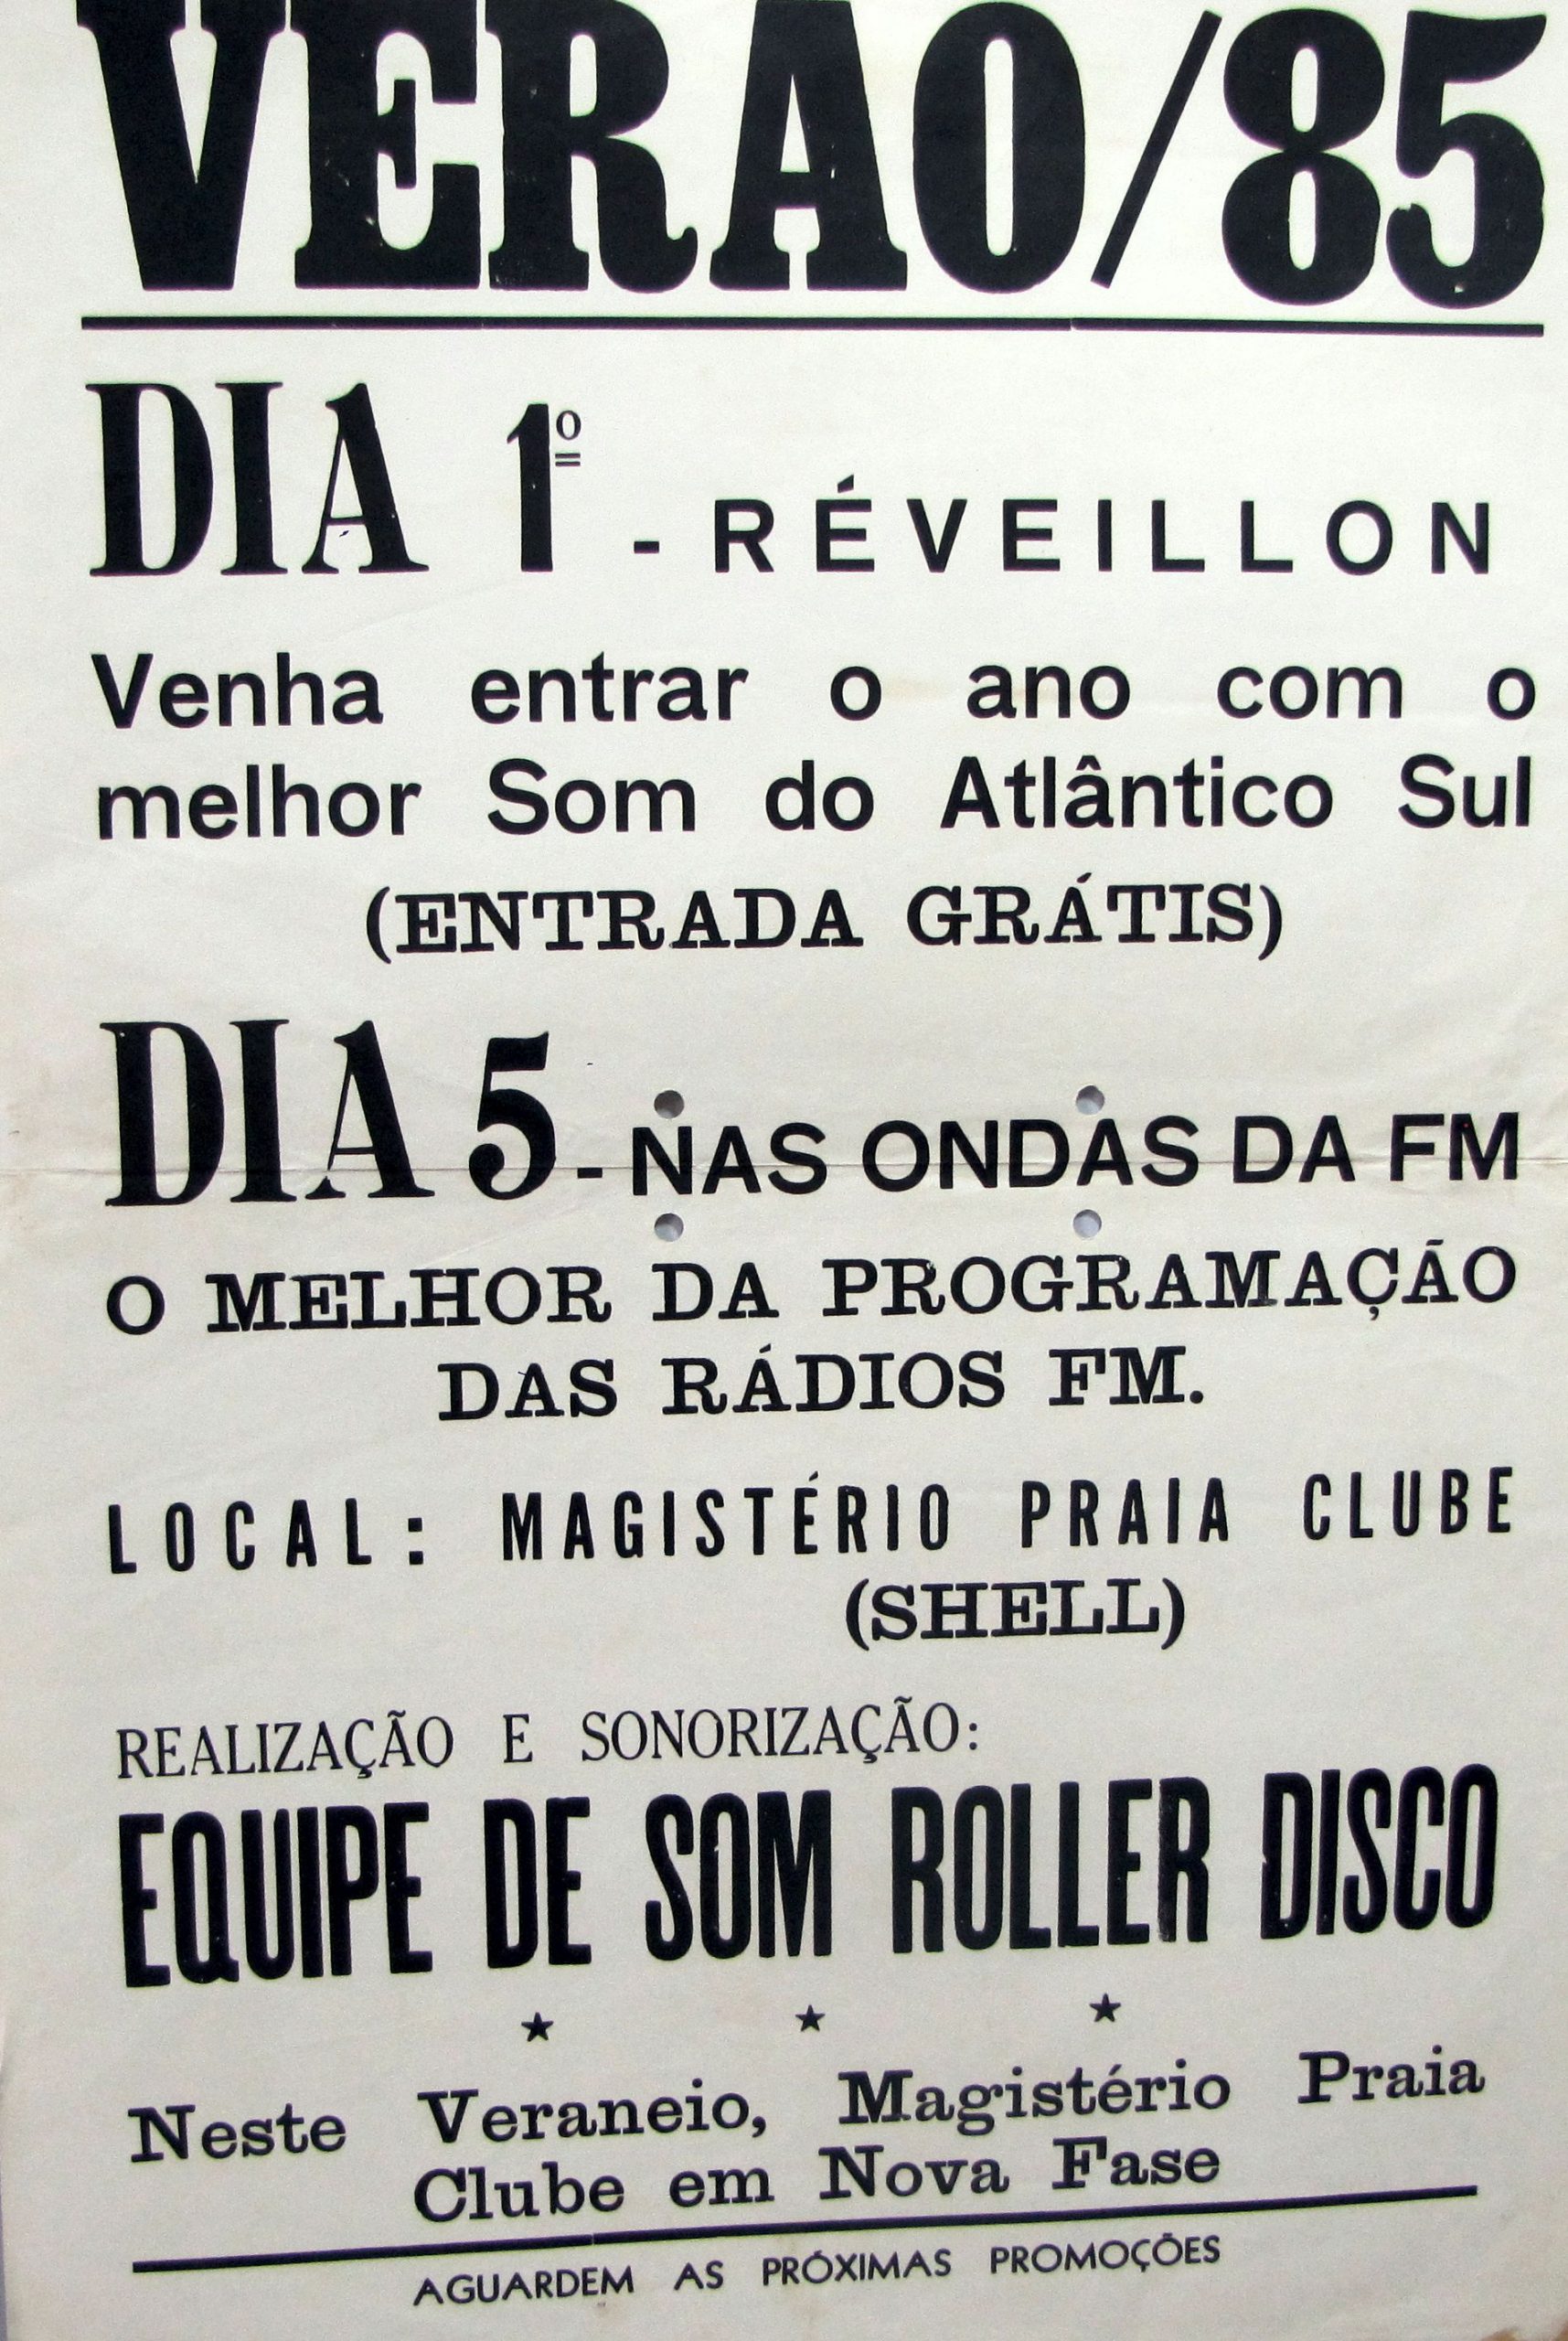 VERAO/85
DIA 1º - RÉVEILLON
Venha entrar o ano com o
melhor Som do Atlântico Sul
(ENTRADA GRÁTIS)
DIA 5 - NAS ONDAS DA FM
O MELHOR DA PROGRAMAÇÃO
DAS RÁDIOS FM.
LOCAL: MAGISTÉRIO PRAIA CLUBE
(SHELL)
REALIZAÇÃO E SONORIZAÇÃO:
EQUIPE DE SOM ROLLER DISCO
★ ★ ★
Neste Veraneio, Magistério Praia
Clube em Nova Fase
AGUARDEM AS PRÓXIMAS PROMOÇÕES